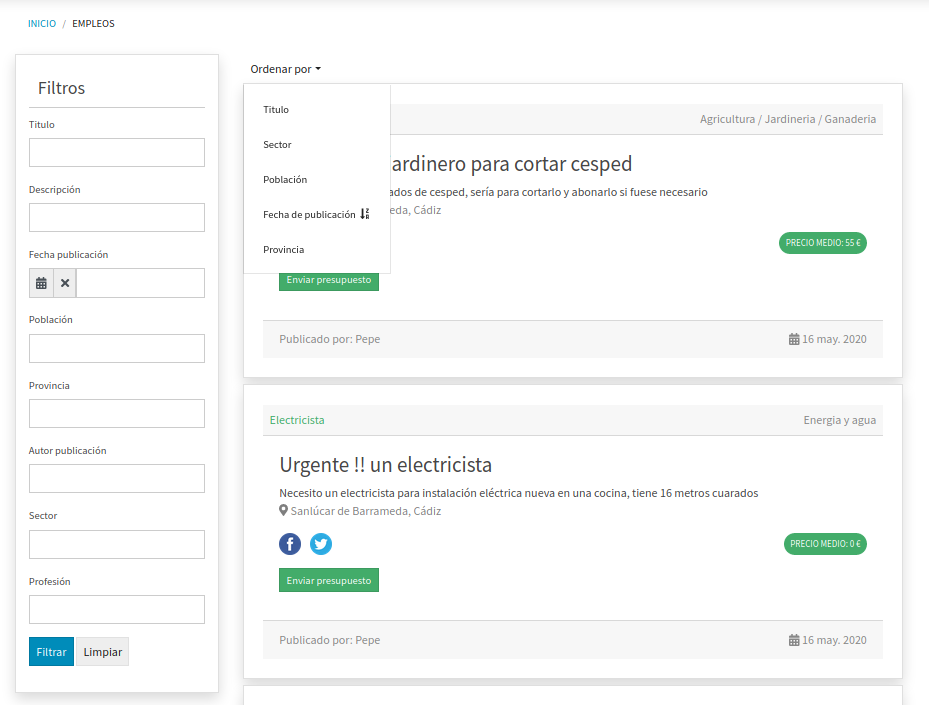 INICIO / EMPLEOS
Filtros
Titulo
Descripción
Fecha publicación
Población
Provincia
Autor publicación
Sector
Profesión
Filtrar Limpiar
Ordenar por
Titulo
Sector
Población
Fecha de publicación
Provincia
Agricultura / Jardineria / Ganaderia
ardinero para cortar cesped
ados de cesped, sería para cortarlo y abonarlo si fuese necesario
eda, Cádiz
PRECIO MEDIO: 55 €
Enviar presupuesto
Publicado por: Pepe 16 may. 2020
Electricista Energia y agua
Urgente !! un electricista
Necesito un electricista para instalación eléctrica nueva en una cocina, tiene 16 metros cuarados
Sanlúcar de Barrameda, Cádiz
PRECIO MEDIO: 0 €
Enviar presupuesto
Publicado por: Pepe 16 may. 2020